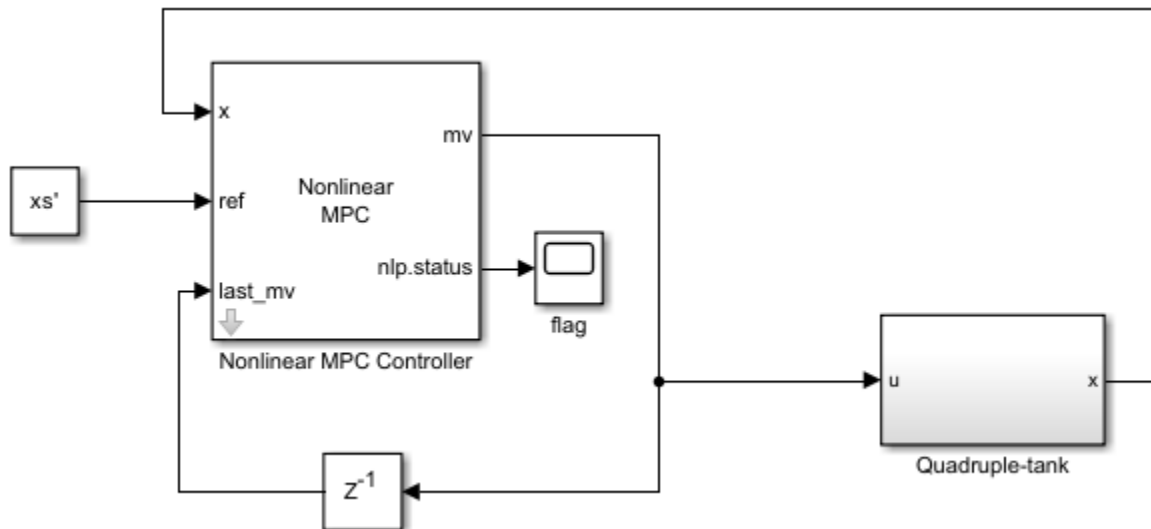 x
mv
Nonlinear
MPC
xs'
ref
nlp.status
last_mv
flag
Nonlinear MPC Controller
u
x
Quadruple-tank
Z-1